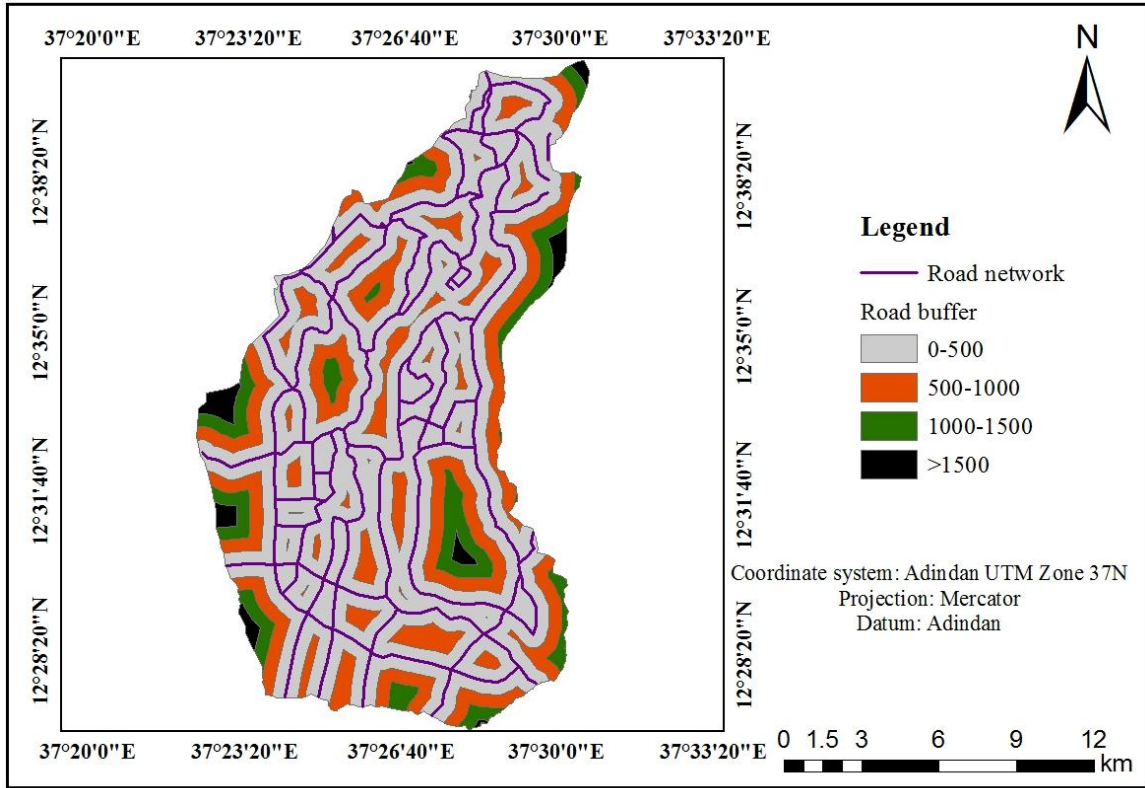 37°20'0"E 37°23'20"E 37°26'40"E 37°30'0"E 37°33'20"E
N
12°38'20"N
12°35'0"N
12°31'40"N
12°28'20"N
12°38'20"N
12°35'0"N
12°31'40"N
12°28'20"N
Legend
Road network
Road buffer
0-500
500-1000
1000-1500
>1500
Coordinate system: Adindan UTM Zone 37N
Projection: Mercator
Datum: Adindan
37°20'0"E 37°23'20"E 37°26'40"E 37°30'0"E 37°33'20"E
0 1.5 3 6 9 12
km